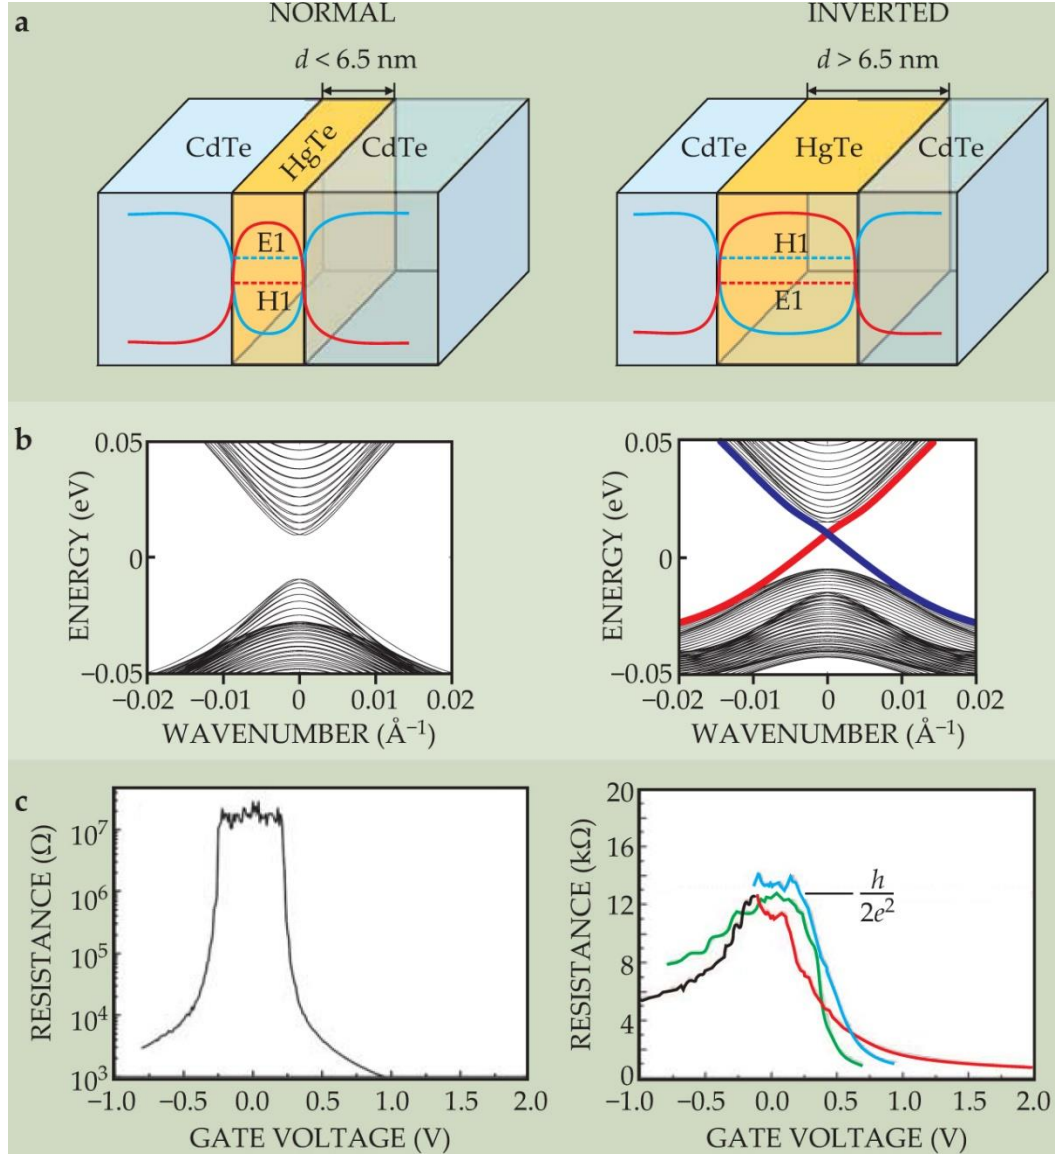 a
NORMAL
INVERTED
d < 6.5 nm
d > 6.5 nm
CdTe
HgTe
CdTe
CdTe
HgTe
CdTe
E1
H1
H1
E1
b
0.05
0
−0.05
ENERGY (eV)
−0.02 −0.01 0 0.01 0.02
WAVENUMBER (Å⁻¹)
0.05
0
−0.05
ENERGY (eV)
−0.02 −0.01 0 0.01 0.02
WAVENUMBER (Å⁻¹)
c
10⁷
10⁶
10⁵
10⁴
10³
RESISTANCE (Ω)
−1.0 −0.5 0.0 0.5 1.0 1.5 2.0
GATE VOLTAGE (V)
20
16
12
8
4
0
RESISTANCE (kΩ)
h
2e²
−1.0 −0.5 0.0 0.5 1.0 1.5 2.0
GATE VOLTAGE (V)